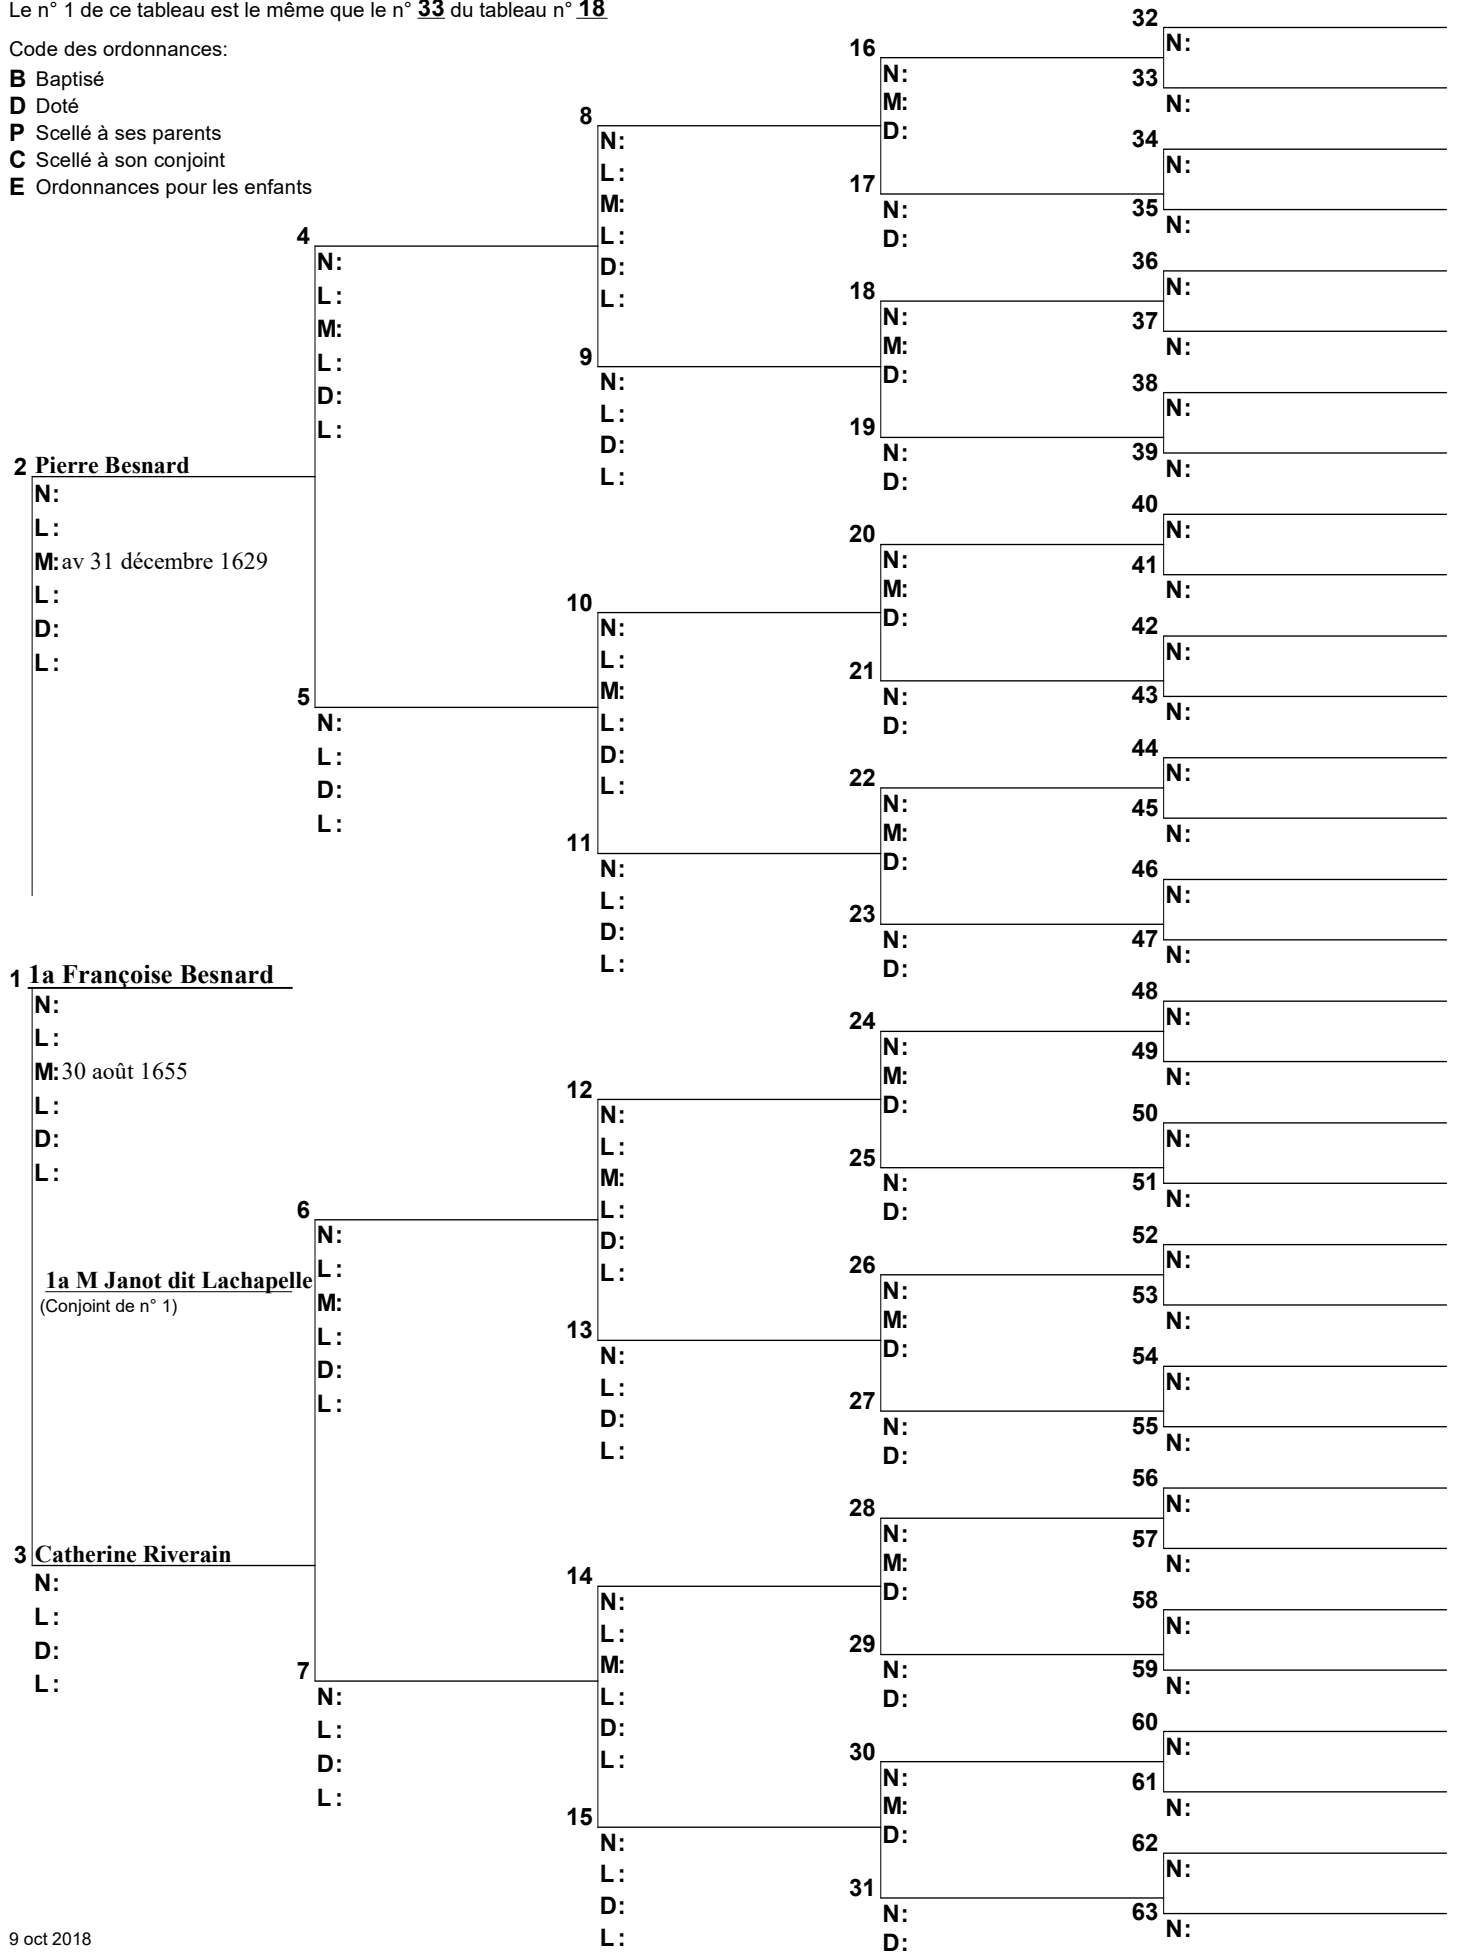 Le n° 1 de ce tableau est le même que le n° 33 du tableau n° 18
Code des ordonnances:
B Baptisé
D Doté
P Scellé à ses parents
C Scellé à son conjoint
E Ordonnances pour les enfants
2 Pierre Besnard
N:
L:
M: av 31 décembre 1629
L:
D:
L:
1 1a Françoise Besnard
N:
L:
M: 30 août 1655
L:
D:
L:
1a M Janot dit Lachapelle
(Conjoint de n° 1)
3 Catherine Riverain
N:
L:
D:
L:
9 oct 2018
4
N:
L:
M:
L:
D:
L:
5
N:
L:
D:
L:
6
N:
L:
M:
L:
D:
L:
7
N:
L:
D:
L:
8
N:
L:
M:
L:
D:
L:
9
N:
L:
D:
L:
10
N:
L:
M:
L:
D:
L:
11
N:
L:
D:
L:
12
N:
L:
M:
L:
D:
L:
13
N:
L:
D:
L:
14
N:
L:
M:
L:
D:
L:
15
N:
L:
D:
L:
16
N:
M:
D:
17
N:
D:
18
N:
M:
D:
19
N:
D:
20
N:
M:
D:
21
N:
D:
22
N:
M:
D:
23
N:
D:
24
N:
M:
D:
25
N:
D:
26
N:
M:
D:
27
N:
D:
28
N:
M:
D:
29
N:
D:
30
N:
M:
D:
31
N:
D:
32
N:
33
N:
34
N:
35
N:
36
N:
37
N:
38
N:
39
N:
40
N:
41
N:
42
N:
43
N:
44
N:
45
N:
46
N:
47
N:
48
N:
49
N:
50
N:
51
N:
52
N:
53
N:
54
N:
55
N:
56
N:
57
N:
58
N:
59
N:
60
N:
61
N:
62
N:
63
N: